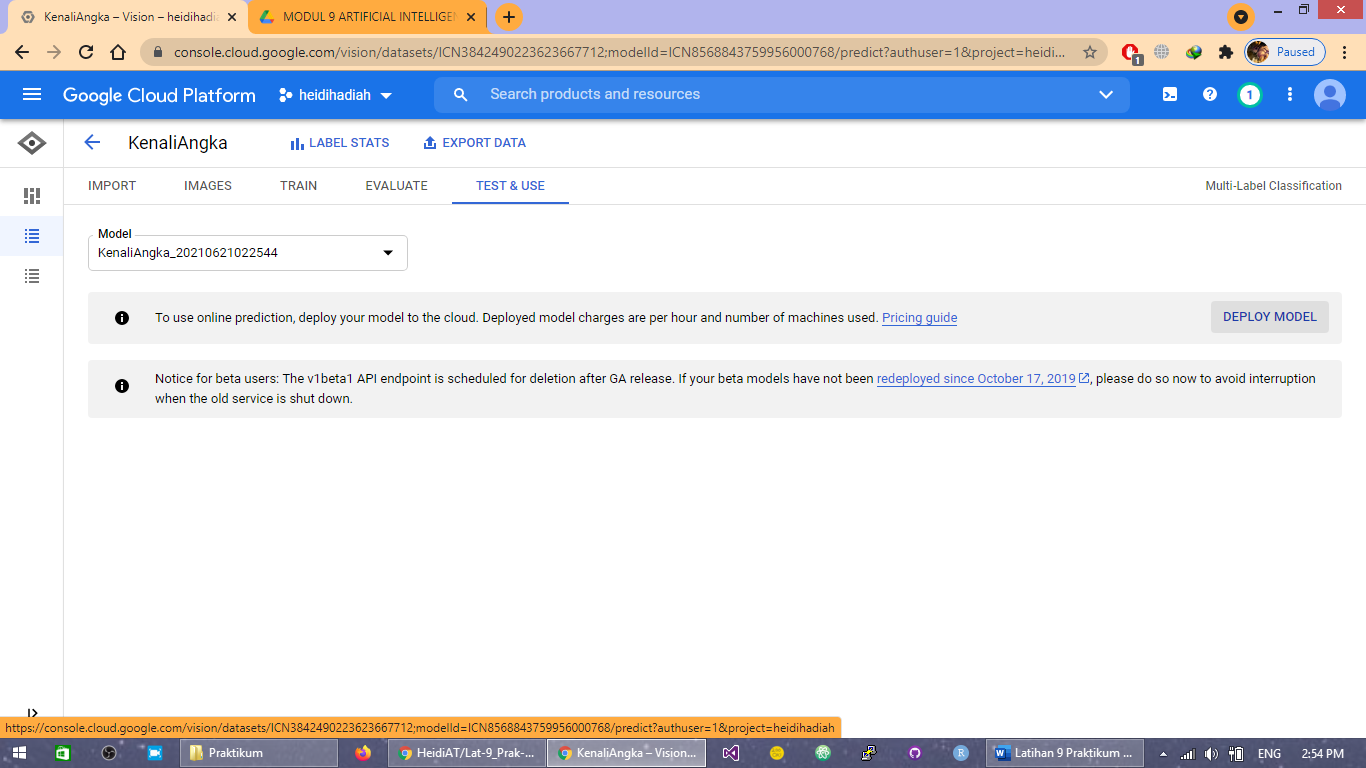 KenaliAngka – Vision – heidihadi
MODUL 9 ARTIFICIAL INTELLIGEN
console.cloud.google.com/vision/datasets/ICN3842490223623667712;modelId=ICN8568843759956000768/predict?authuser=1&project=heidi...
1
Paused
Google Cloud Platform
heidihadiah
Search products and resources
1
KenaliAngka
LABEL STATS
EXPORT DATA
IMPORT
IMAGES
TRAIN
EVALUATE
TEST & USE
Multi-Label Classification
Model
KenaliAngka_20210621022544
To use online prediction, deploy your model to the cloud. Deployed model charges are per hour and number of machines used. Pricing guide
DEPLOY MODEL
Notice for beta users: The v1beta1 API endpoint is scheduled for deletion after GA release. If your beta models have not been redeployed since October 17, 2019, please do so now to avoid interruption
when the old service is shut down.
https://console.cloud.google.com/vision/datasets/ICN3842490223623667712;modelId=ICN8568843759956000768/predict?authuser=1&project=heidihadiah
Praktikum
HeidiAT/Lat-9_Prak-...
KenaliAngka – Vision...
Latihan 9 Praktikum ...
ENG
2:54 PM